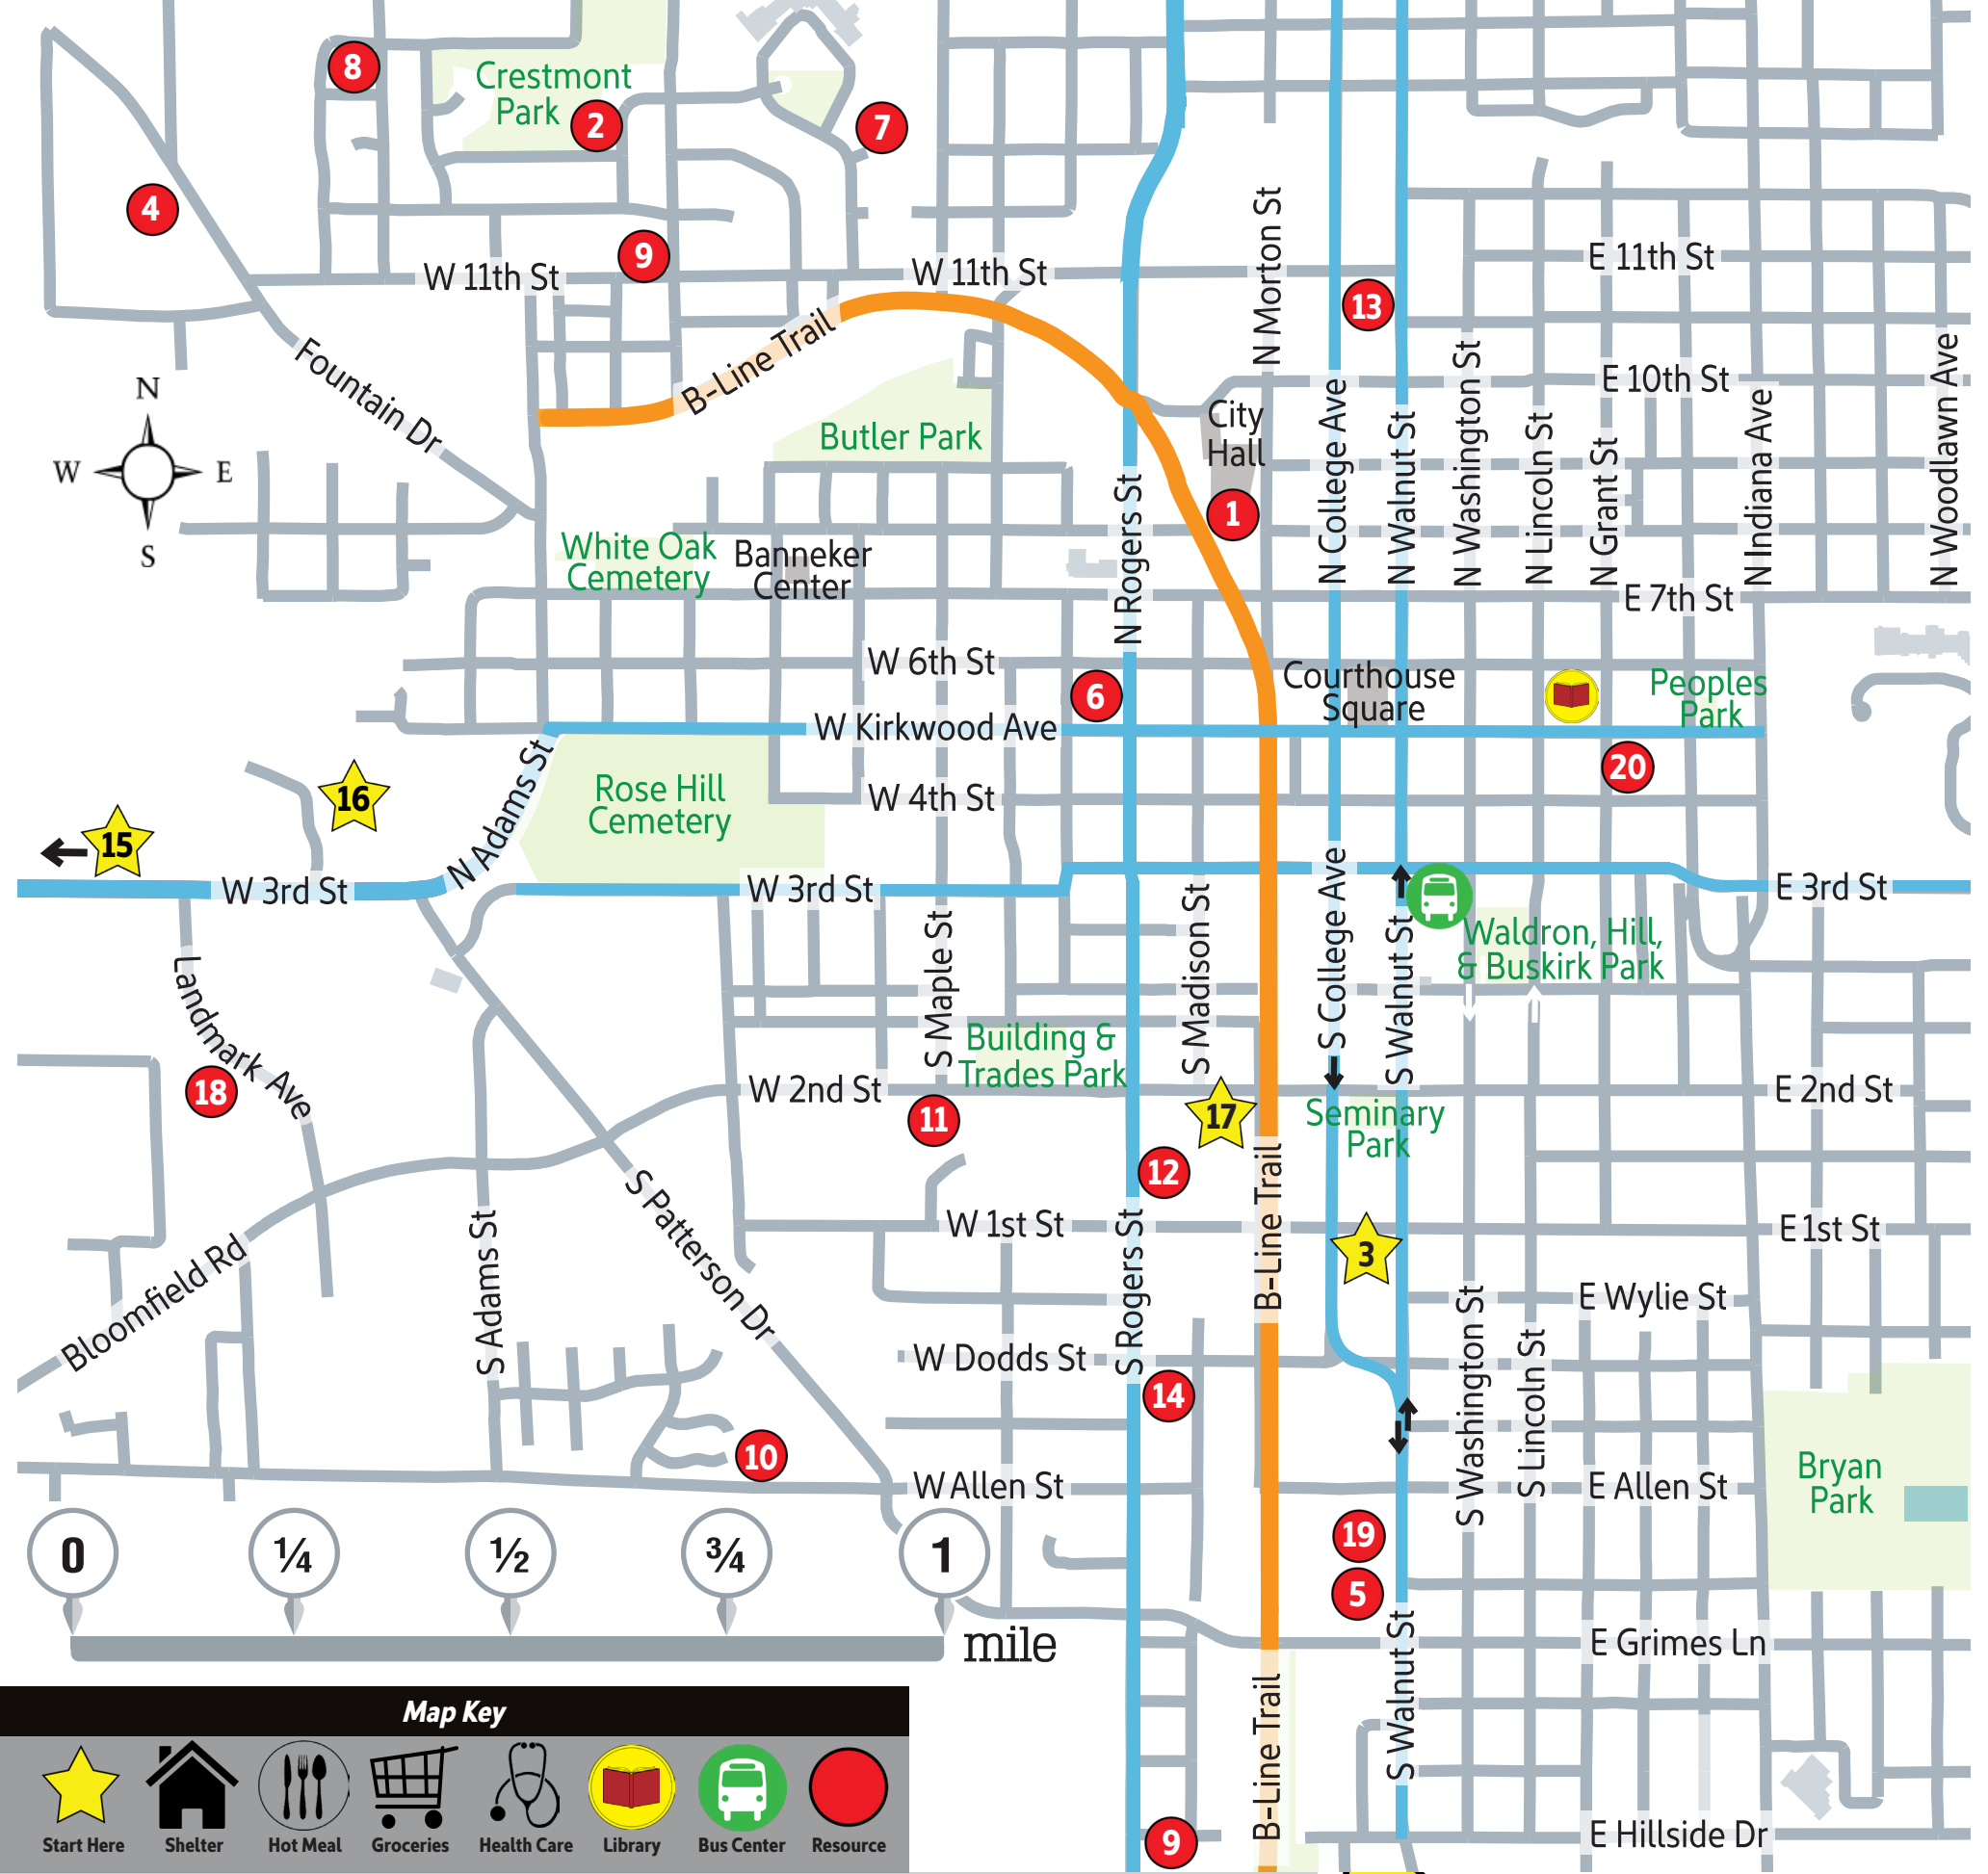 8
Crestmont
Park
2
7
4
9
W 11th St
W 11th St
N Morton St
13
E 11th St
Fountain Dr
B-Line Trail
E 10th St
N
W
E
S
Butler Park
City
Hall
1
N Rogers St
N College Ave
N Walnut St
N Washington St
N Lincoln St
N Grant St
N Indiana Ave
N Woodlawn Ave
White Oak
Cemetery
Banneker
Center
E 7th St
W 6th St
6
Courthouse
Square
Peoples
Park
W Kirkwood Ave
20
16
15
N Adams St
Rose Hill
Cemetery
W 4th St
W 3rd St
W 3rd St
E 3rd St
Landmark Ave
S Maple St
S Madison St
S College Ave
S Walnut St
Waldron, Hill,
& Buskirk Park
Building &
Trades Park
18
W 2nd St
E 2nd St
11
17
Seminary
Park
12
S Patterson Dr
B-Line Trail
W 1st St
E 1st St
3
Bloomfield Rd
S Adams St
S Rogers St
E Wylie St
S Washington St
S Lincoln St
W Dodds St
14
10
Bryan
Park
W Allen St
E Allen St
19
5
0
¼
½
¾
1
mile
E Grimes Ln
S Walnut St
B-Line Trail
9
E Hillside Dr
Map Key
Start Here
Shelter
Hot Meal
Groceries
Health Care
Library
Bus Center
Resource